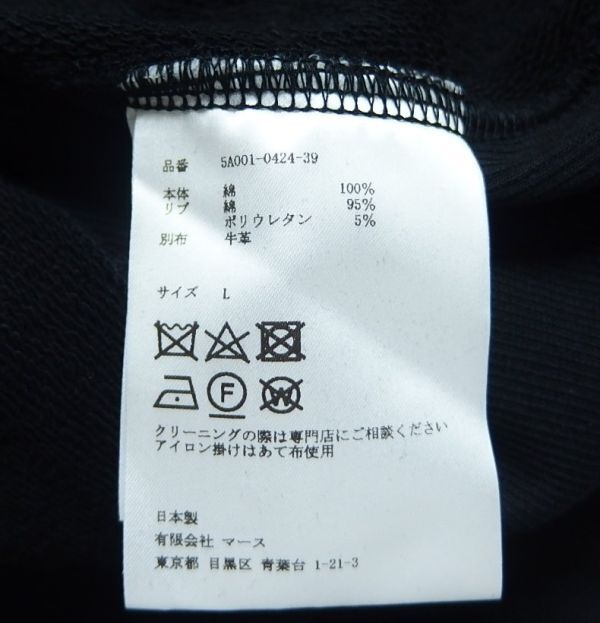 品番 5A001-0424-39
本体 綿 100%
リブ 綿 95%
ポリウレタン 5%
別布 牛革
サイズ L
F
W
クリーニングの際は専門店にご相談ください
アイロン掛けはあて布使用
日本製
有限会社 マース
東京都 目黒区 青葉台 1-21-3